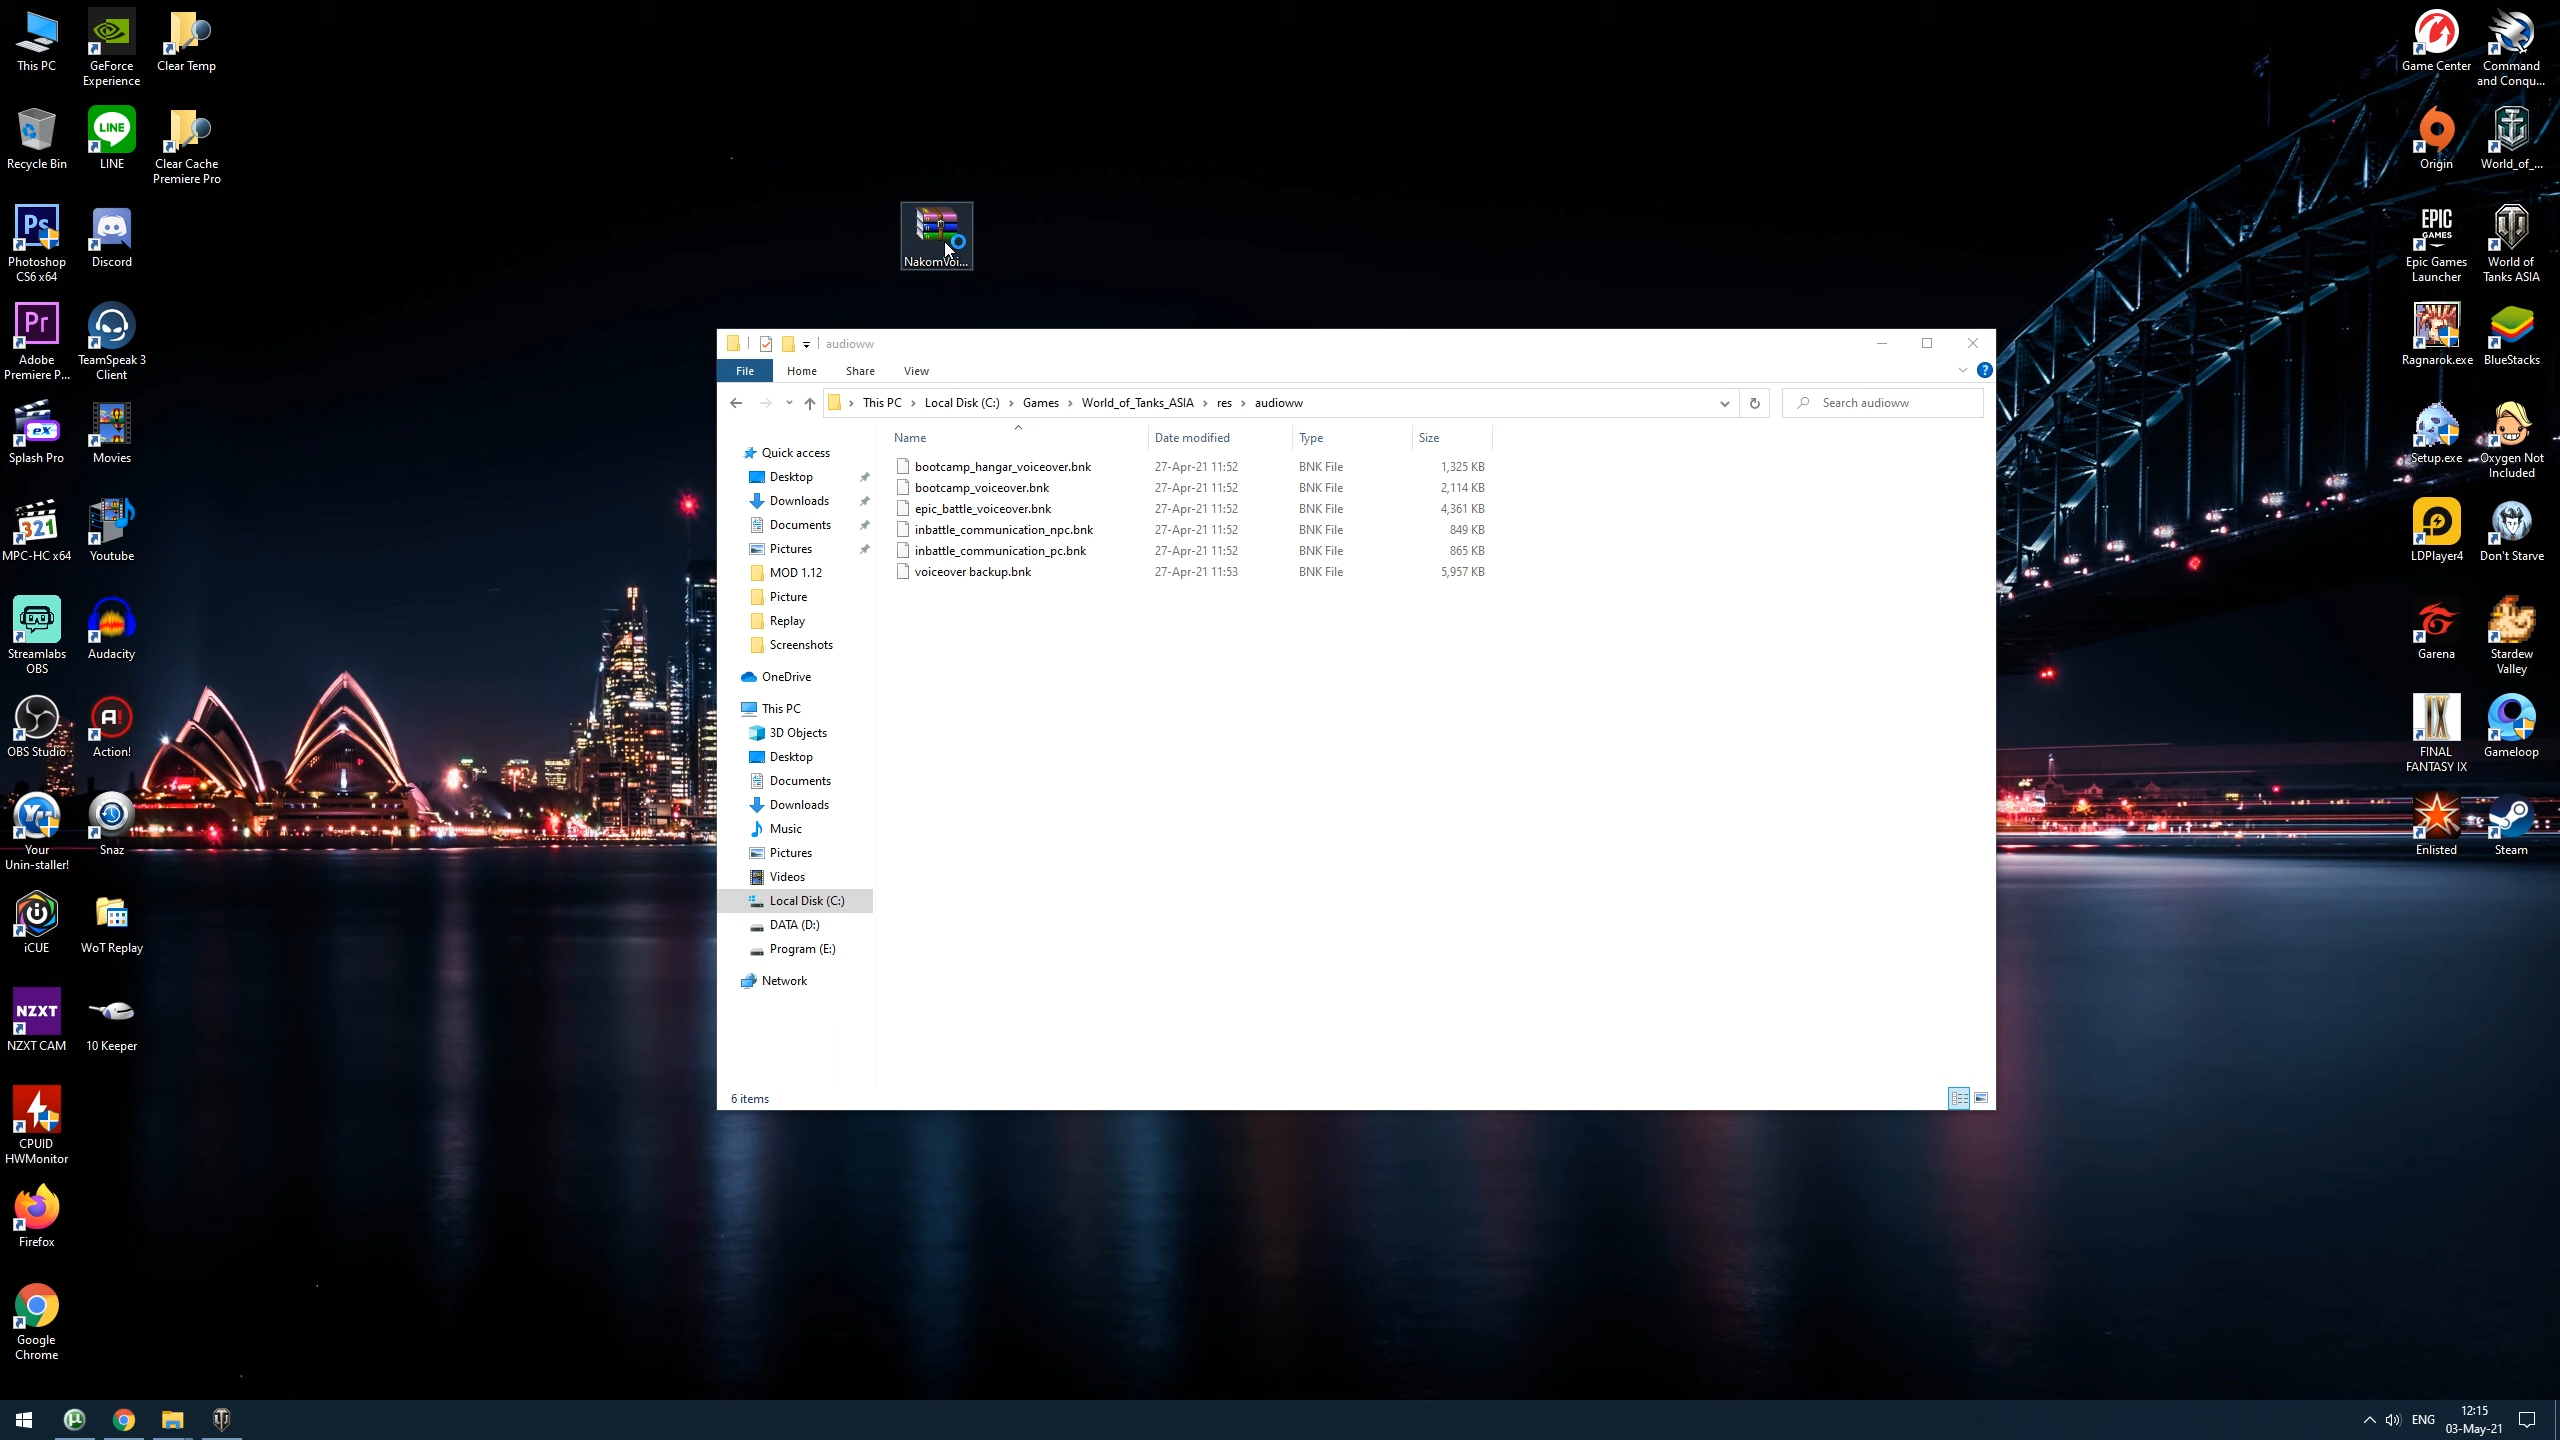 This PC
GeForce
Experience
Clear Temp
Recycle Bin
LINE
LINE
Clear Cache
Premiere Pro
Ps
Photoshop
CS6 x64
Discord
Pr
Adobe
Premiere P...
TeamSpeak 3
Client
eX
Splash Pro
Movies
321
MPC-HC x64
Youtube
Streamlabs
OBS
Audacity
OBS Studio
A!
Action!
Your
Unin-staller!
Snaz
iCUE
WoT Replay
NZXT
NZXT CAM
10 Keeper
CPUID
HWMonitor
Firefox
Google
Chrome
NakomVoi...
audioww
File
Home
Share
View
?
This PC
Local Disk (C:)
Games
World_of_Tanks_ASIA
res
audioww
Search audioww
Name
Date modified
Type
Size
bootcamp_hangar_voiceover.bnk 27-Apr-21 11:52 BNK File 1,325 KB
bootcamp_voiceover.bnk 27-Apr-21 11:52 BNK File 2,114 KB
epic_battle_voiceover.bnk 27-Apr-21 11:52 BNK File 4,361 KB
inbattle_communication_npc.bnk 27-Apr-21 11:52 BNK File 849 KB
inbattle_communication_pc.bnk 27-Apr-21 11:52 BNK File 865 KB
voiceover backup.bnk 27-Apr-21 11:53 BNK File 5,957 KB
Quick access
Desktop
Downloads
Documents
Pictures
MOD 1.12
Picture
Replay
Screenshots
OneDrive
This PC
3D Objects
Desktop
Documents
Downloads
Music
Pictures
Videos
Local Disk (C:)
DATA (D:)
Program (E:)
Network
6 items
Game Center
Command
and Conqu...
Origin
World_of_...
EPIC
GAMES
Epic Games
Launcher
World of
Tanks ASIA
Ragnarok.exe
BlueStacks
Setup.exe
Oxygen Not
Included
LDPlayer4
Don't Starve
Garena
Stardew
Valley
IX
FINAL
FANTASY IX
Gameloop
Enlisted
Steam
ENG
12:15
03-May-21